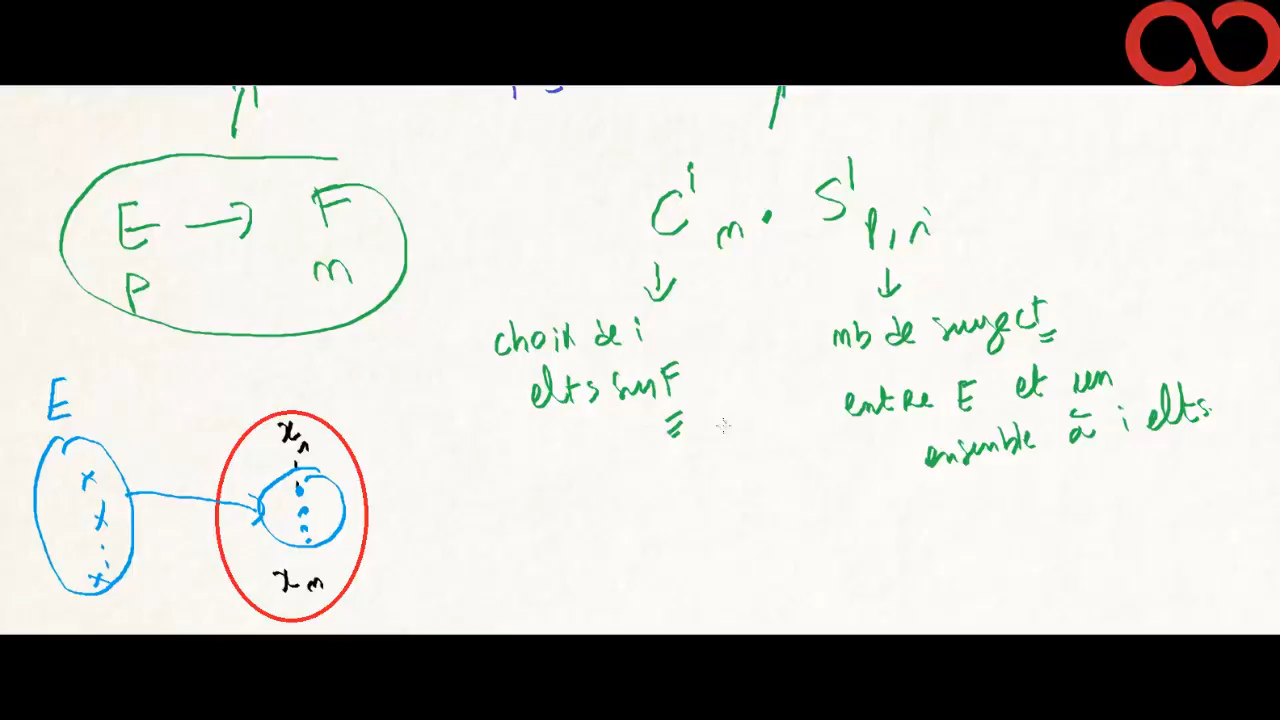 E → F
p m
C^i_m · S_{p,i}
↓ ↓
choix de i
elts sur F
nb de surject
entre E et un
ensemble à i elts.
E
x
x
x
x_1
x_m